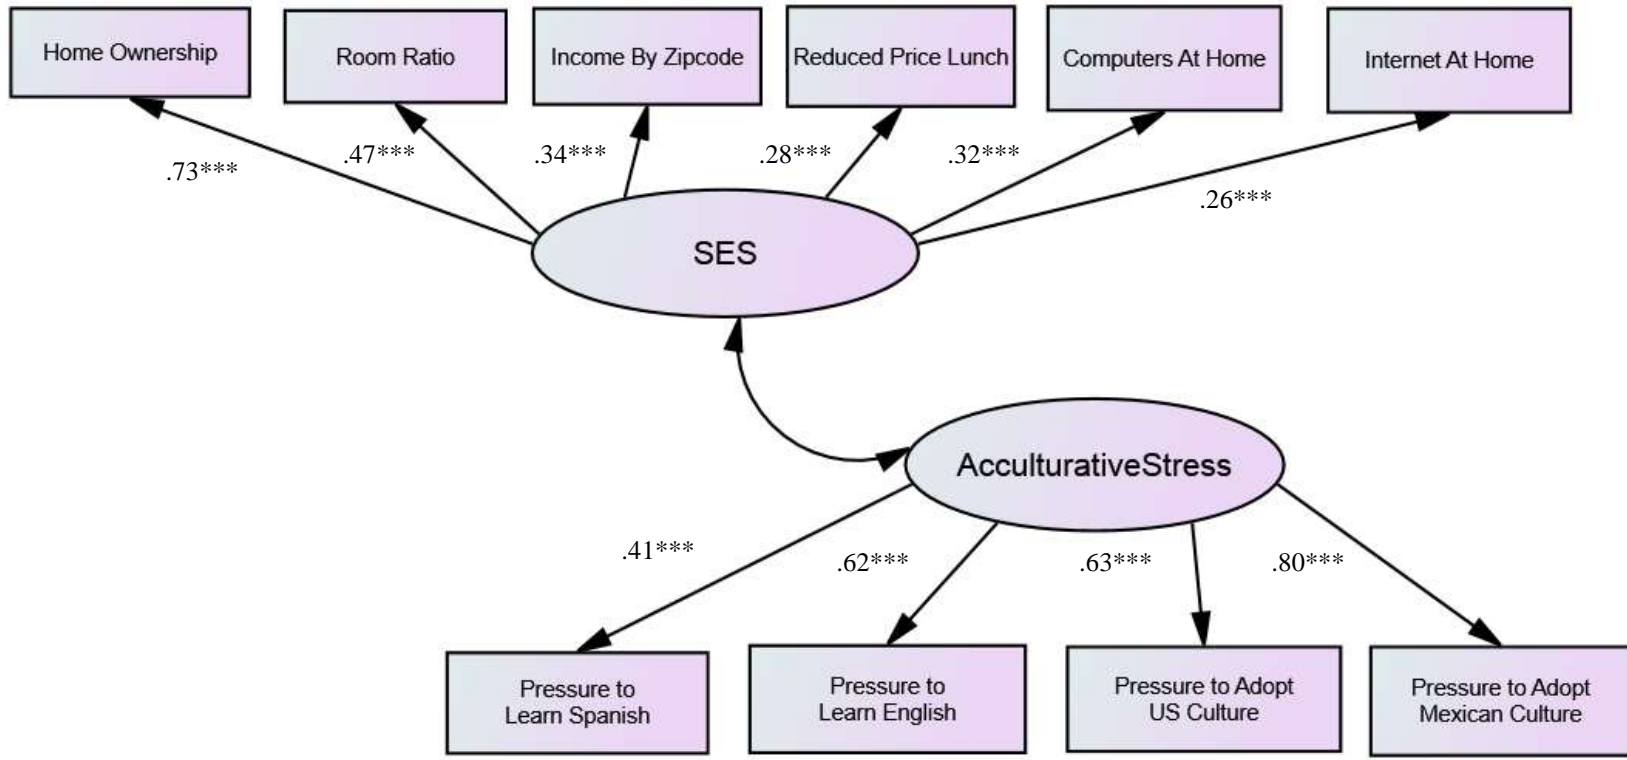 Home Ownership
Room Ratio
Income By Zipcode
Reduced Price Lunch
Computers At Home
Internet At Home
.73***
.47***
.34***
.28***
.32***
.26***
SES
AcculturativeStress
.41***
.62***
.63***
.80***
Pressure to
Learn Spanish
Pressure to
Learn English
Pressure to Adopt
US Culture
Pressure to Adopt
Mexican Culture